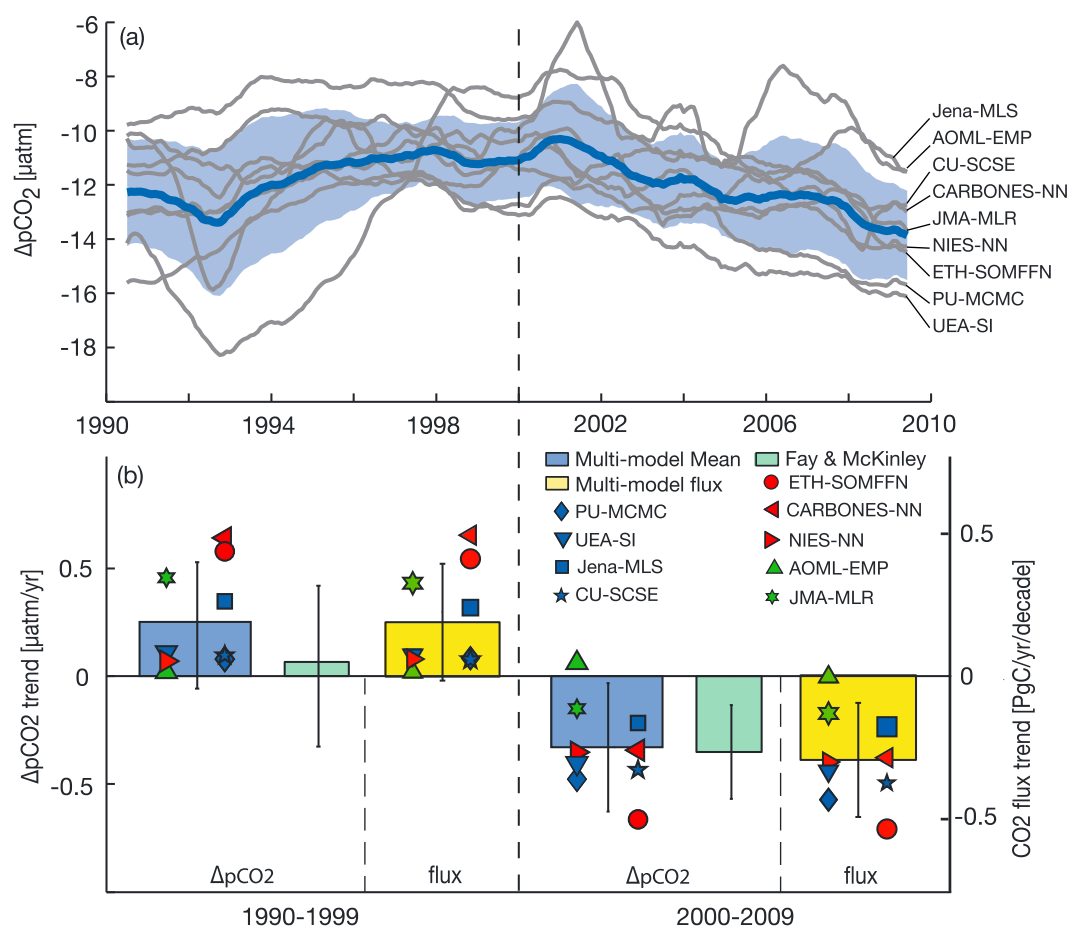 (a)
ΔpCO2 [µatm]
-6
-8
-10
-12
-14
-16
-18
Jena-MLS
AOML-EMP
CU-SCSE
CARBONES-NN
JMA-MLR
NIES-NN
ETH-SOMFFN
PU-MCMC
UEA-SI
1990
1994
1998
2002
2006
2010
(b)
Multi-model Mean
Fay & McKinley
Multi-model flux
ETH-SOMFFN
PU-MCMC
CARBONES-NN
UEA-SI
NIES-NN
Jena-MLS
AOML-EMP
CU-SCSE
JMA-MLR
ΔpCO2 trend [µatm/yr]
0.5
0
-0.5
CO2 flux trend [PgC/yr/decade]
0.5
0
-0.5
ΔpCO2
flux
ΔpCO2
flux
1990-1999
2000-2009